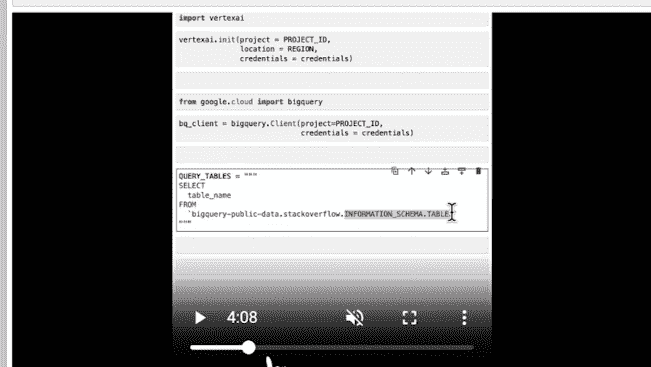 import vertexai
vertexai.init(project = PROJECT_ID,
location = REGION,
credentials = credentials)
from google.cloud import bigquery
bq_client = bigquery.Client(project=PROJECT_ID,
credentials = credentials)
QUERY_TABLES = """
SELECT
table_name
FROM
`bigquery-public-data.stackoverflow.INFORMATION_SCHEMA.TABLE
"""
4:08